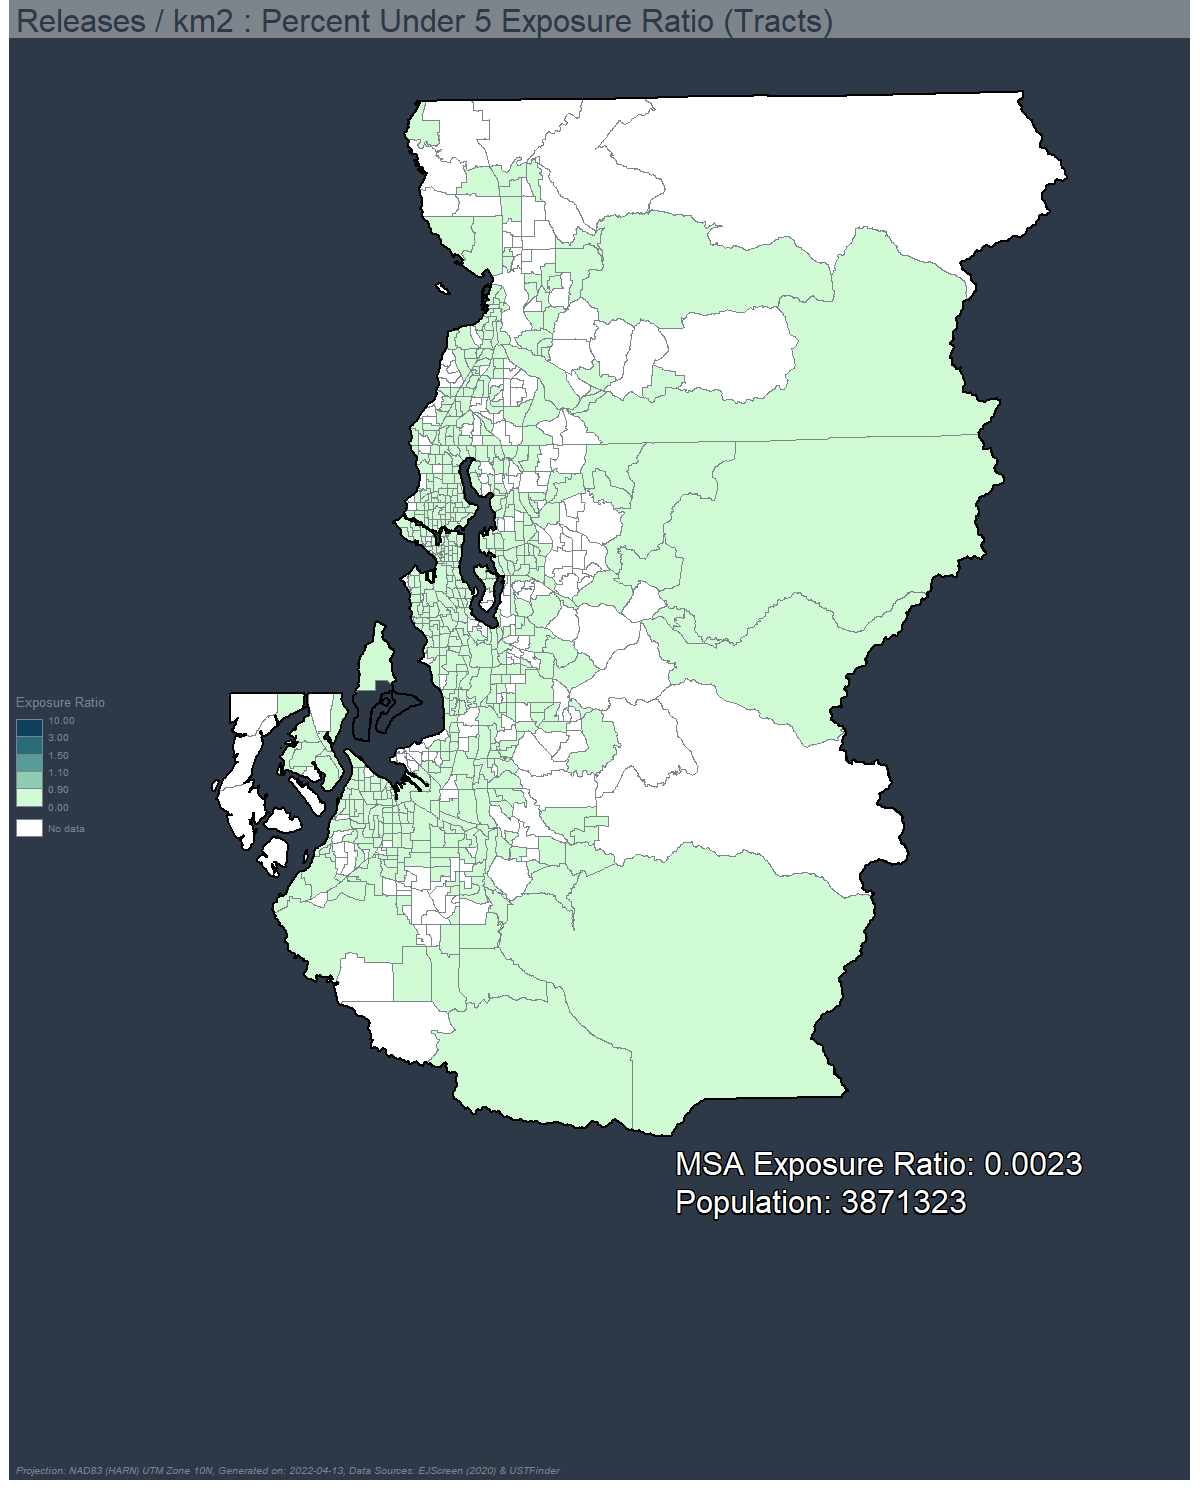 Releases / km2 : Percent Under 5 Exposure Ratio (Tracts)
Exposure Ratio
10.00
3.00
1.50
1.10
0.90
0.00
No data
MSA Exposure Ratio: 0.0023
Population: 3871323
Projection: NAD83 (HARN) UTM Zone 10N, Generated on: 2022-04-13, Data Sources: EJScreen (2020) & USTFinder